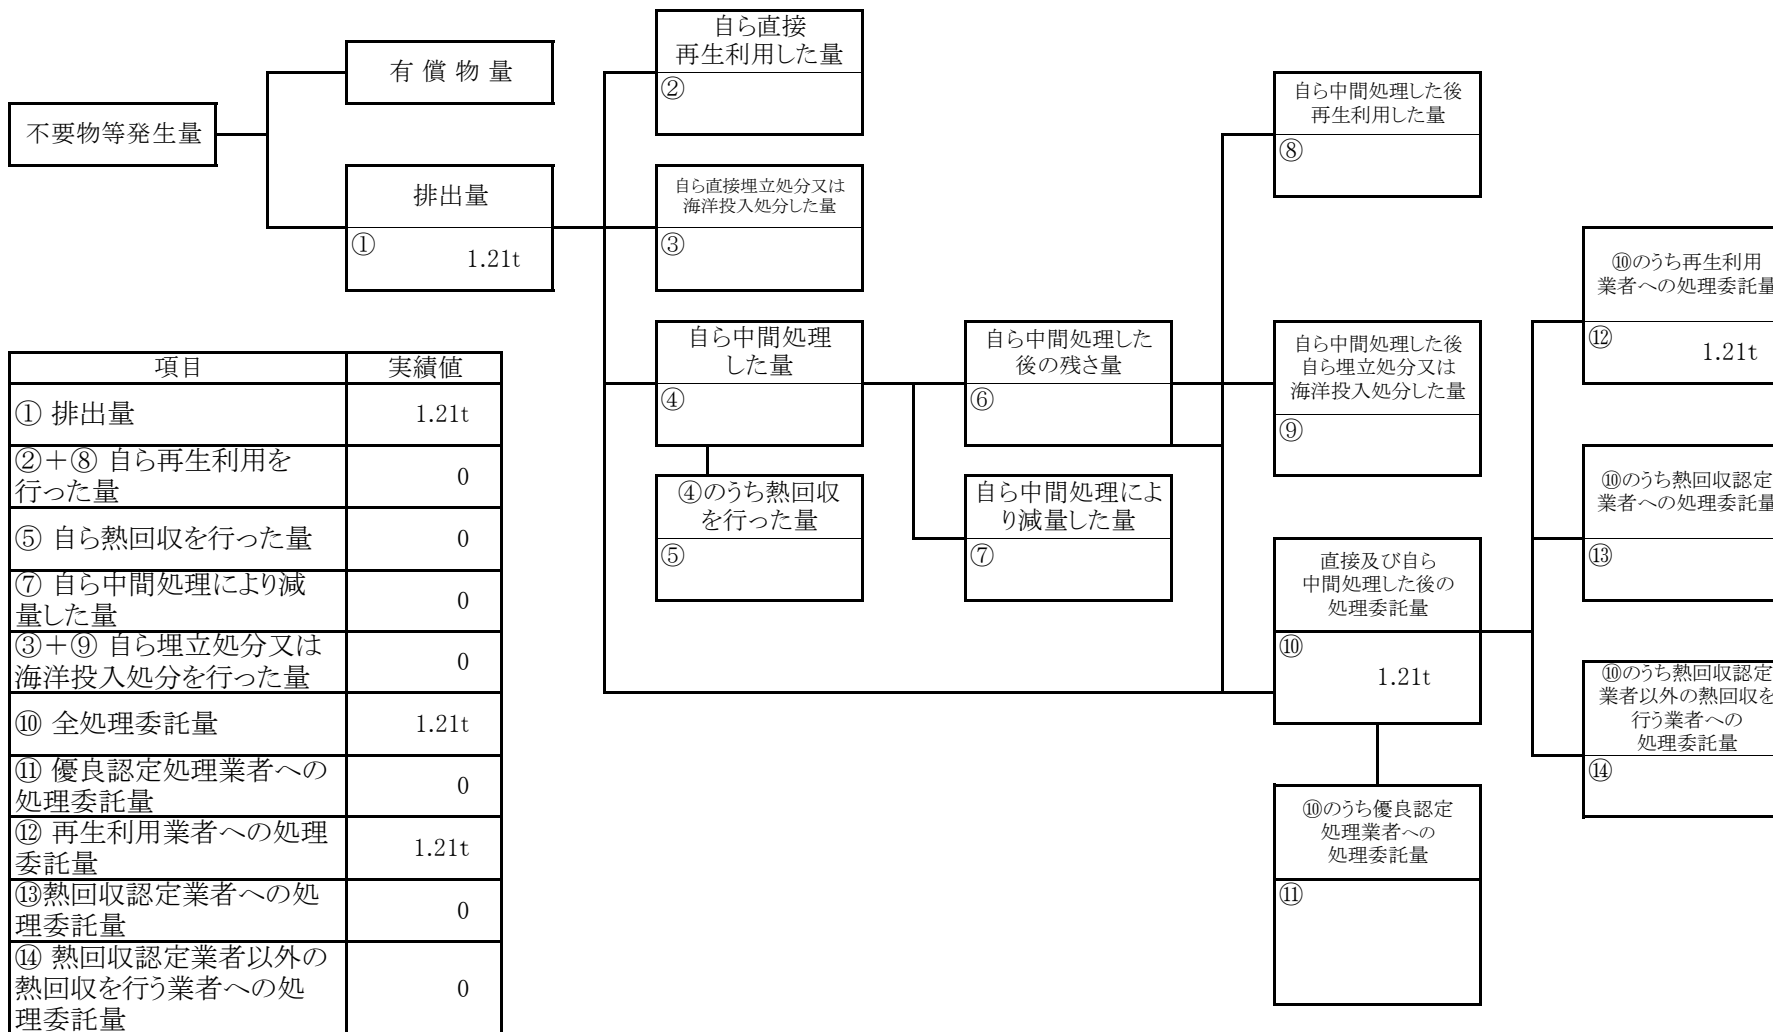 不要物等発生量
有償物量
排出量
①
1.21t
自ら直接
再生利用した量
②
自ら直接埋立処分又は
海洋投入処分した量
③
自ら中間処理
した量
④
④のうち熱回収
を行った量
⑤
自ら中間処理した
後の残さ量
⑥
自ら中間処理によ
り減量した量
⑦
自ら中間処理した後
再生利用した量
⑧
自ら中間処理した後
自ら埋立処分又は
海洋投入処分した量
⑨
直接及び自ら
中間処理した後の
処理委託量
⑩
1.21t
⑩のうち優良認定
処理業者への
処理委託量
⑪
⑩のうち再生利用
業者への処理委託量
⑫
1.21t
⑩のうち熱回収認定
業者への処理委託量
⑬
⑩のうち熱回収認定
業者以外の熱回収を
行う業者への
処理委託量
⑭
項目 実績値
① 排出量 1.21t
②＋⑧ 自ら再生利用を
行った量 0
⑤ 自ら熱回収を行った量 0
⑦ 自ら中間処理により減
量した量 0
③＋⑨ 自ら埋立処分又は
海洋投入処分を行った量 0
⑩ 全処理委託量 1.21t
⑪ 優良認定処理業者への
処理委託量 0
⑫ 再生利用業者への処理
委託量 1.21t
⑬熱回収認定業者への処
理委託量 0
⑭ 熱回収認定業者以外の
熱回収を行う業者への処
理委託量 0